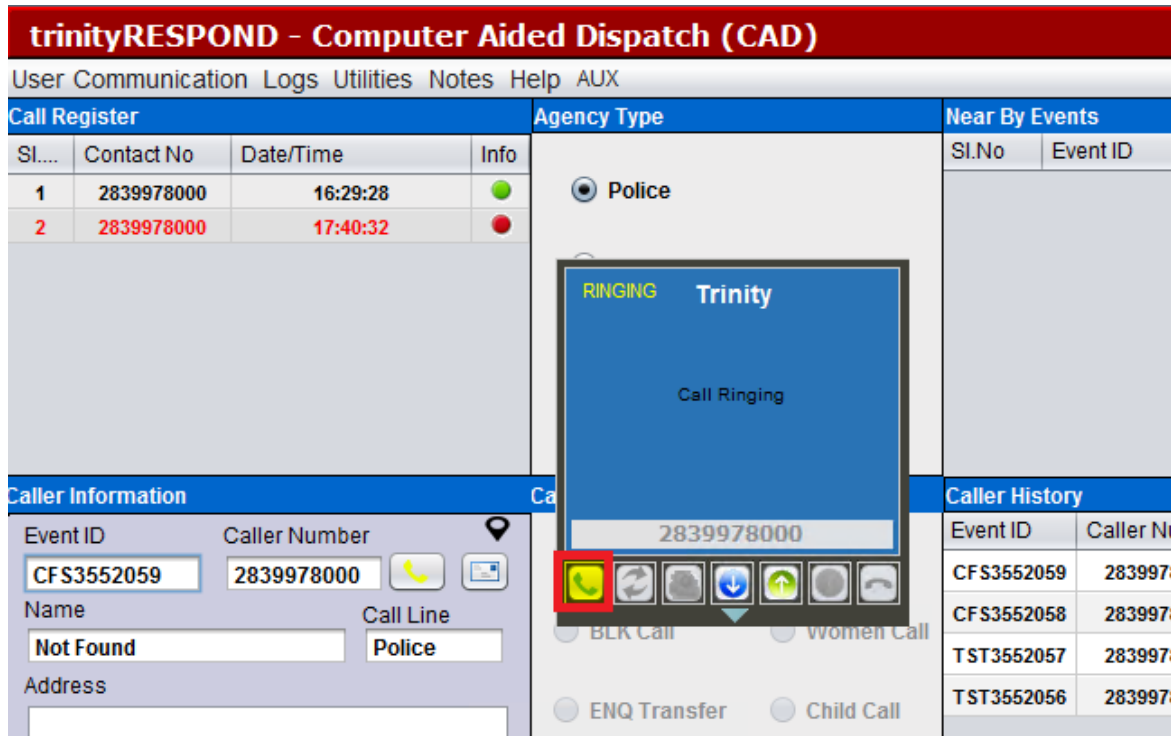 trinityRESPOND - Computer Aided Dispatch (CAD)
User Communication Logs Utilities Notes Help AUX
Call Register
Sl.... Contact No Date/Time Info
1 2839978000 16:29:28
2 2839978000 17:40:32
Agency Type
Police
Near By Events
Sl.No Event ID
RINGING Trinity
Call Ringing
2839978000
Caller Information
Event ID Caller Number
CFS3552059 2839978000
Name Call Line
Not Found Police
Address
Ca
BLK Call Women Call
ENQ Transfer Child Call
Caller History
Event ID Caller Nu
CFS3552059 283997
CFS3552058 283997
TST3552057 283997
TST3552056 283997